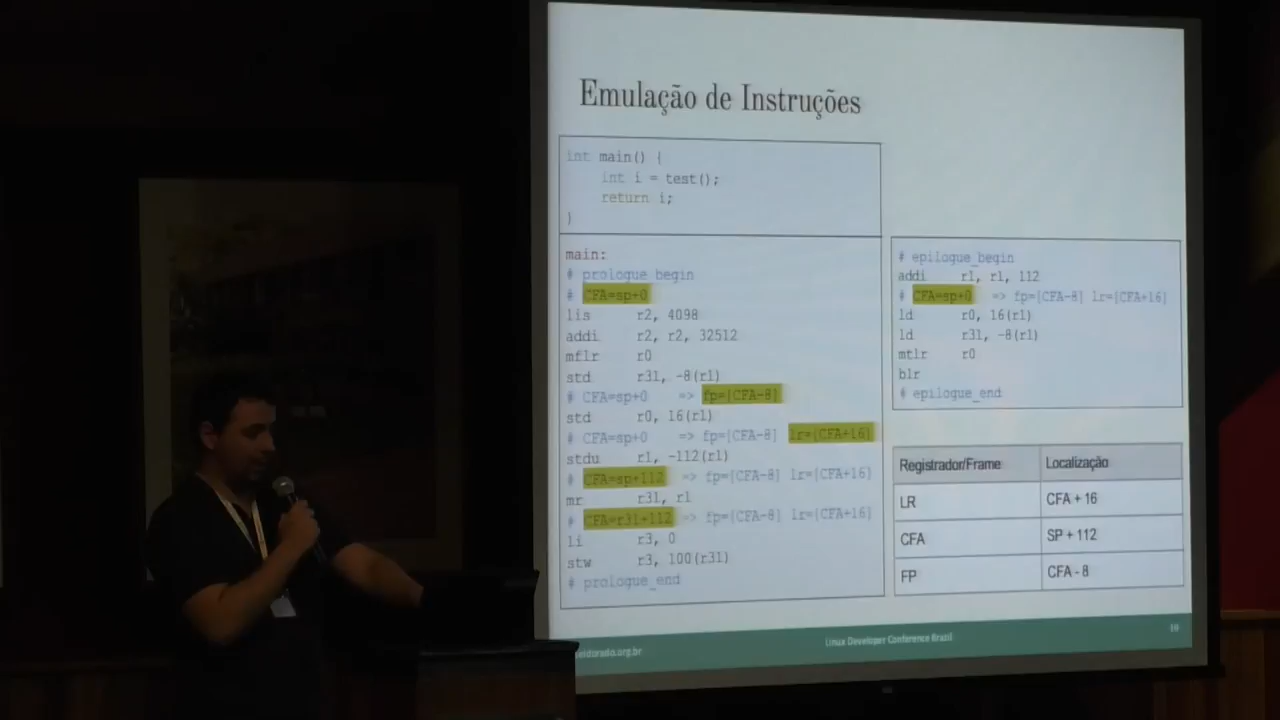 Emulação de Instruções
int main() {
int i = test();
return i;
}
main:
# prologue_begin
# CFA=sp+0
lis r2, 4098
addi r2, r2, 32512
mflr r0
std r31, -8(r1)
# CFA=sp+0 => fp=[CFA-8]
std r0, 16(r1)
# CFA=sp+0 => fp=[CFA-8] lr=[CFA+16]
stdu r1, -112(r1)
# CFA=sp+112 => fp=[CFA-8] lr=[CFA+16]
mr r31, r1
# CFA=r31+112 => fp=[CFA-8] lr=[CFA+16]
li r3, 0
stw r3, 100(r31)
# prologue_end
# epilogue_begin
addi r1, r1, 112
# CFA=sp+0 => fp=[CFA-8] lr=[CFA+16]
ld r0, 16(r1)
ld r31, -8(r1)
mtlr r0
blr
# epilogue_end
Registrador/Frame Localização
LR CFA + 16
CFA SP + 112
FP CFA - 8
eldorado.org.br
Linux Developer Conference Brazil